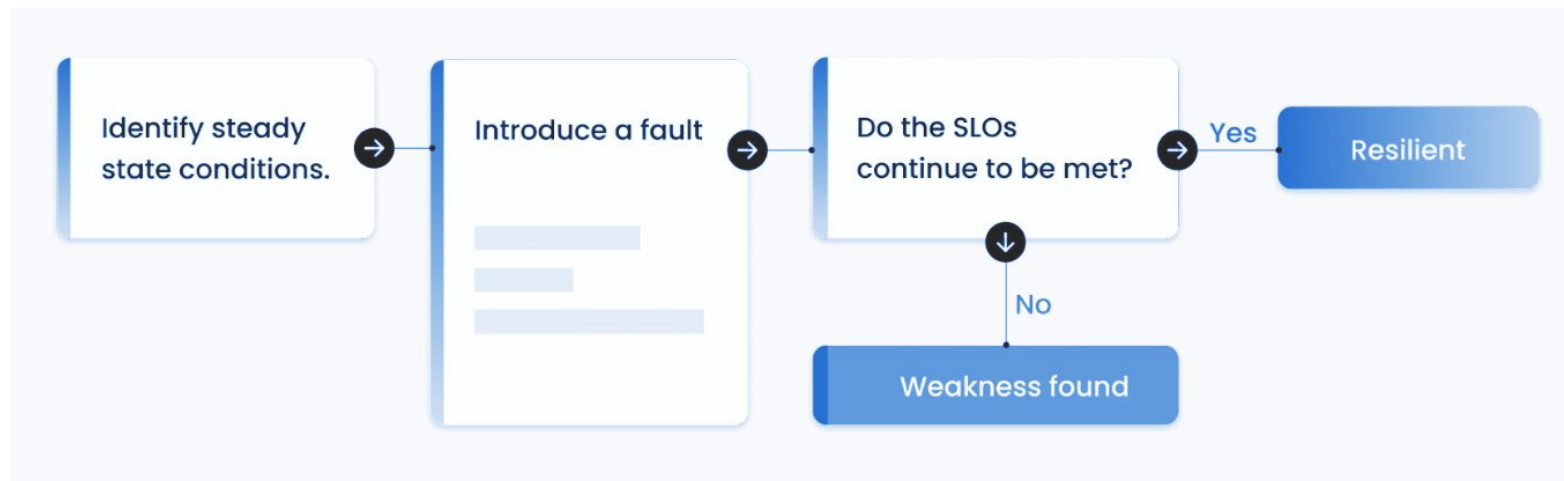 Identify steady
state conditions.
Introduce a fault
Do the SLOs
continue to be met?
Yes
Resilient
No
Weakness found